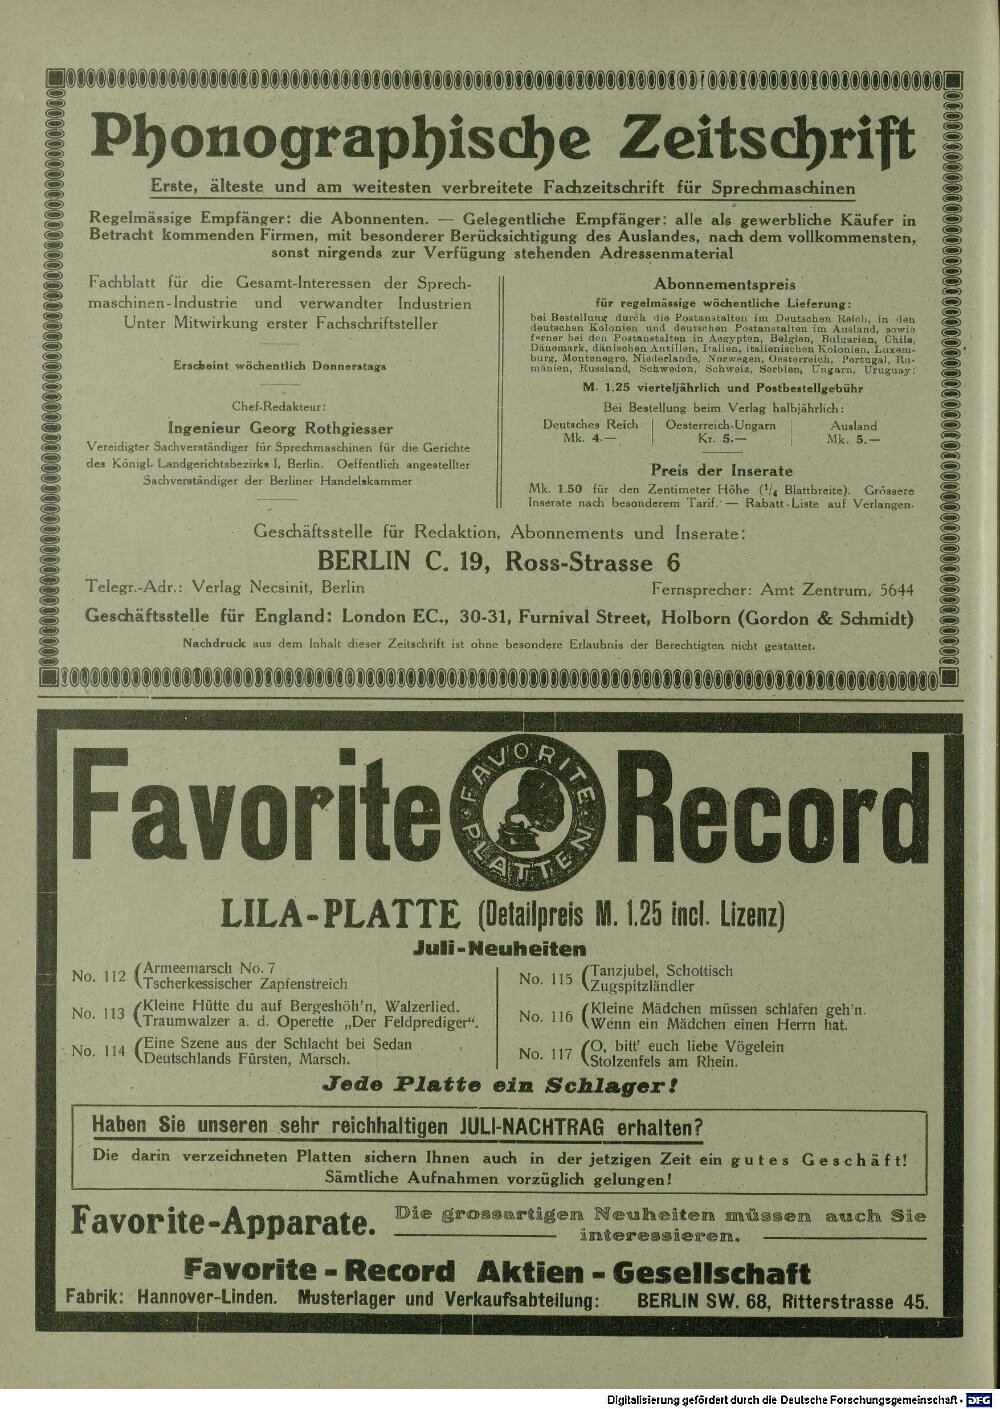 Phonographische Zeitschrift
Erste, älteste und am weitesten verbreitete Fachzeitschrift für Sprechmaschinen
Regelmässige Empfänger: die Abonnenten. — Gelegentliche Empfänger: alle als gewerbliche Käufer in
Betracht kommenden Firmen, mit besonderer Berücksichtigung des Auslandes, nach dem vollkommensten,
sonst nirgends zur Verfügung stehenden Adressenmaterial
Fachblatt für die Gesamt-Interessen der Sprech-
maschinen-Industrie und verwandter Industrien
Unter Mitwirkung erster Fachschriftsteller
Erscheint wöchentlich Donnerstags
Chef-Redakteur:
Ingenieur Georg Rothgiesser
Vereidigter Sachverständiger für Sprechmaschinen für die Gerichte
des Königl. Landgerichtsbezirks I, Berlin. Oeffentlich angestellter
Sachverständiger der Berliner Handelskammer
Abonnementspreis
für regelmässige wöchentliche Lieferung:
bei Bestellung durch die Postanstalten im Deutschen Reich, in den
deutschen Kolonien und deutschen Postanstalten im Ausland, sowie
ferner bei den Postanstalten in Aegypten, Belgien, Bulgarien, Chile,
Dänemark, dänischen Antillen, Italien, italienischen Kolonien, Luxem-
burg, Montenegro, Niederlande, Norwegen, Oesterreich, Portugal, Ru-
mänien, Russland, Schweden, Schweiz, Serbien, Ungarn, Uruguay:
M. 1.25 vierteljährlich und Postbestellgebühr
Bei Bestellung beim Verlag halbjährlich:
Deutsches Reich Oesterreich-Ungarn Ausland
Mk. 4.— Kr. 5.— Mk. 5.—
Preis der Inserate
Mk. 1.50 für den Zentimeter Höhe (1/4 Blattbreite). Grössere
Inserate nach besonderem Tarif. — Rabatt-Liste auf Verlangen.
Geschäftsstelle für Redaktion, Abonnements und Inserate:
BERLIN C. 19, Ross-Strasse 6
Telegr.-Adr.: Verlag Necsinit, Berlin Fernsprecher: Amt Zentrum, 5644
Geschäftsstelle für England: London EC., 30-31, Furnival Street, Holborn (Gordon & Schmidt)
Nachdruck aus dem Inhalt dieser Zeitschrift ist ohne besondere Erlaubnis der Berechtigten nicht gestattet.
Favorite Record
FAVORITE
PLATTEN
LILA-PLATTE (Detailpreis M. 1.25 incl. Lizenz)
Juli-Neuheiten
No. 112 (Armeemarsch No. 7
Tscherkessischer Zapfenstreich
No. 113 (Kleine Hütte du auf Bergeshöh'n, Walzerlied.
Traumwalzer a. d. Operette „Der Feldprediger“.
No. 114 (Eine Szene aus der Schlacht bei Sedan
Deutschlands Fürsten, Marsch.
No. 115 (Tanzjubel, Schottisch
Zugspitzländler
No. 116 (Kleine Mädchen müssen schlafen geh'n.
Wenn ein Mädchen einen Herrn hat.
No. 117 (O, bitt' euch liebe Vögelein
Stolzenfels am Rhein.
Jede Platte ein Schlager!
Haben Sie unseren sehr reichhaltigen JULI-NACHTRAG erhalten?
Die darin verzeichneten Platten sichern Ihnen auch in der jetzigen Zeit ein gutes Geschäft!
Sämtliche Aufnahmen vorzüglich gelungen!
Favorite-Apparate. Die grossartigen Neuheiten müssen auch Sie
interessieren.
Favorite-Record Aktien-Gesellschaft
Fabrik: Hannover-Linden. Musterlager und Verkaufsabteilung: BERLIN SW. 68, Ritterstrasse 45.
Digitalisierung gefördert durch die Deutsche Forschungsgemeinschaft - DFG